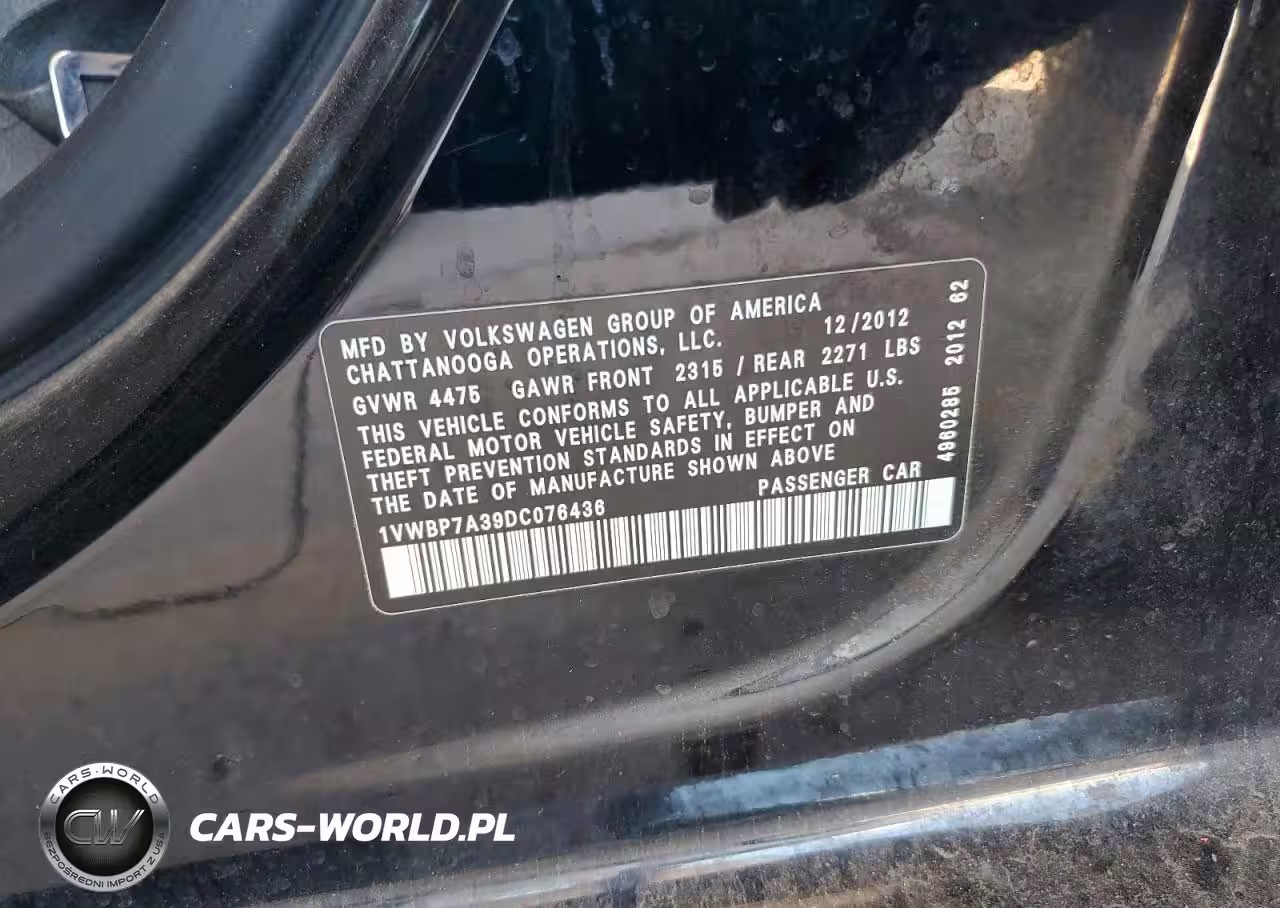 MFD BY VOLKSWAGEN GROUP OF AMERICA
CHATTANOOGA OPERATIONS, LLC. 12/2012
GVWR 4475 GAWR FRONT 2315 / REAR 2271 LBS
THIS VEHICLE CONFORMS TO ALL APPLICABLE U.S.
FEDERAL MOTOR VEHICLE SAFETY, BUMPER AND
THEFT PREVENTION STANDARDS IN EFFECT ON
THE DATE OF MANUFACTURE SHOWN ABOVE
1VWBP7A39DC076436 PASSENGER CAR
4960285 2012 62
CARS-WORLD
CW
BEZPOŚREDNI IMPORT Z USA
CARS-WORLD.PL